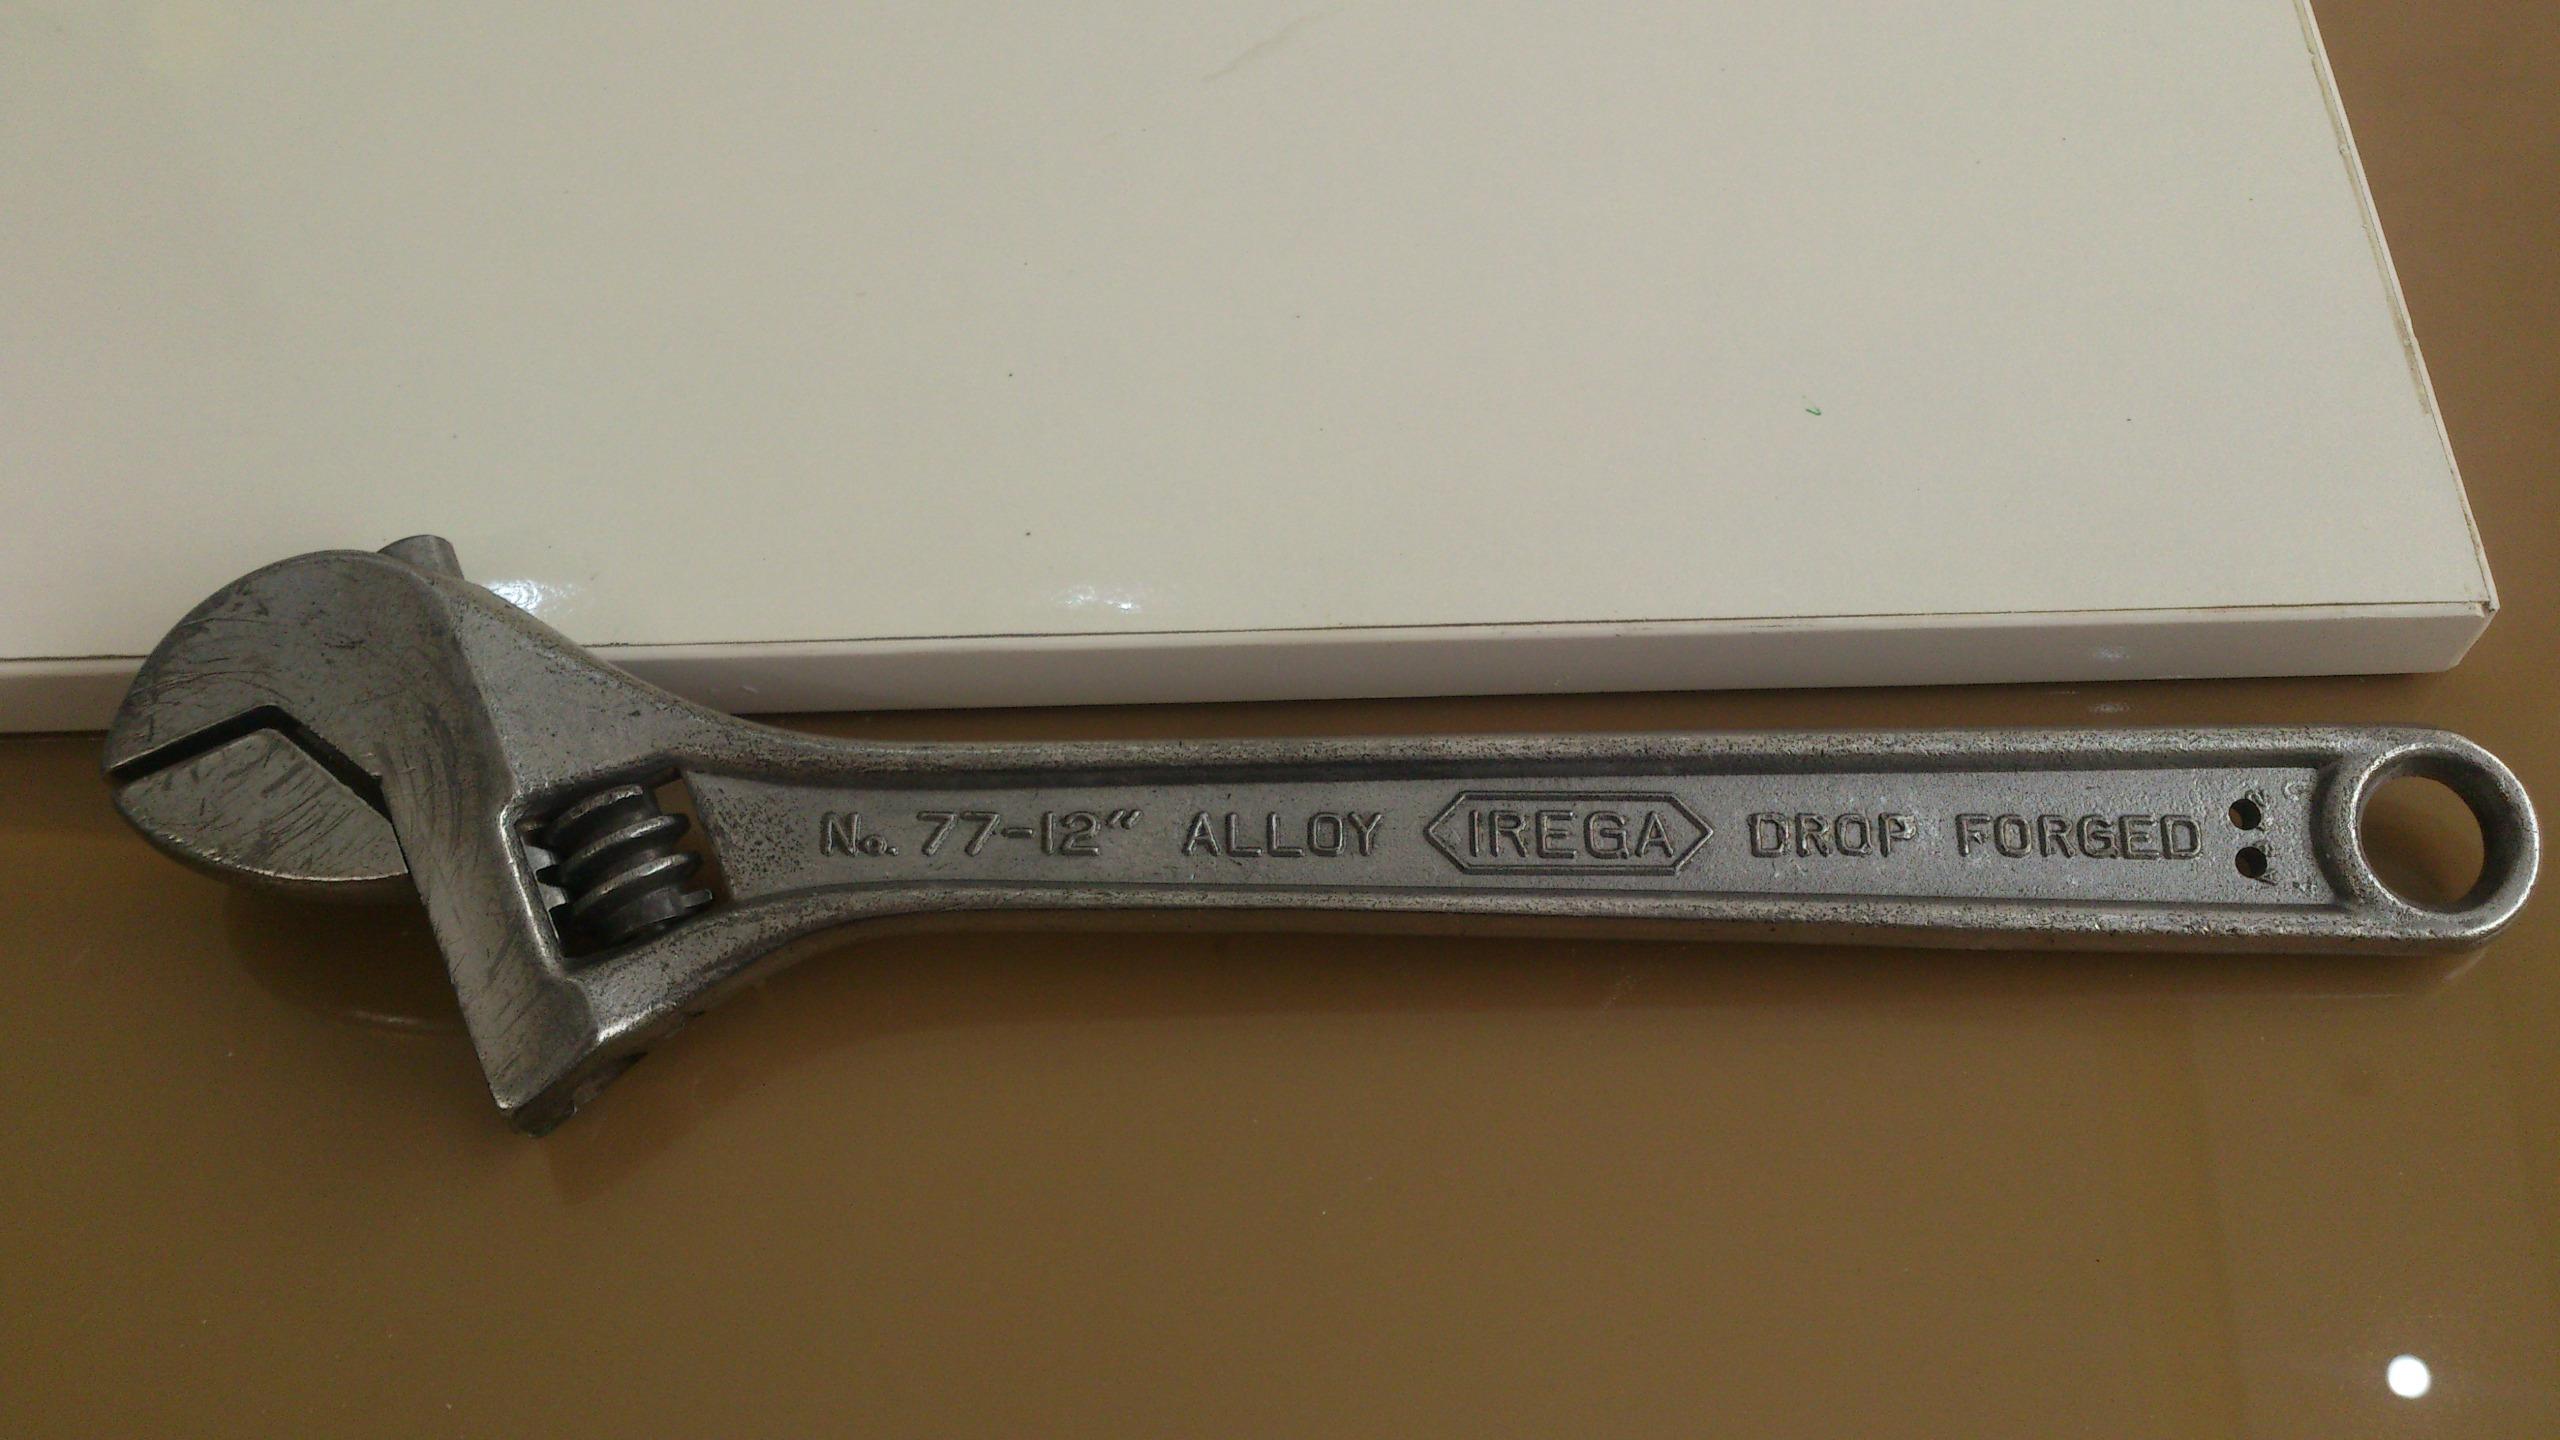 No. 77-12" ALLOY IREGA DROP FORGED